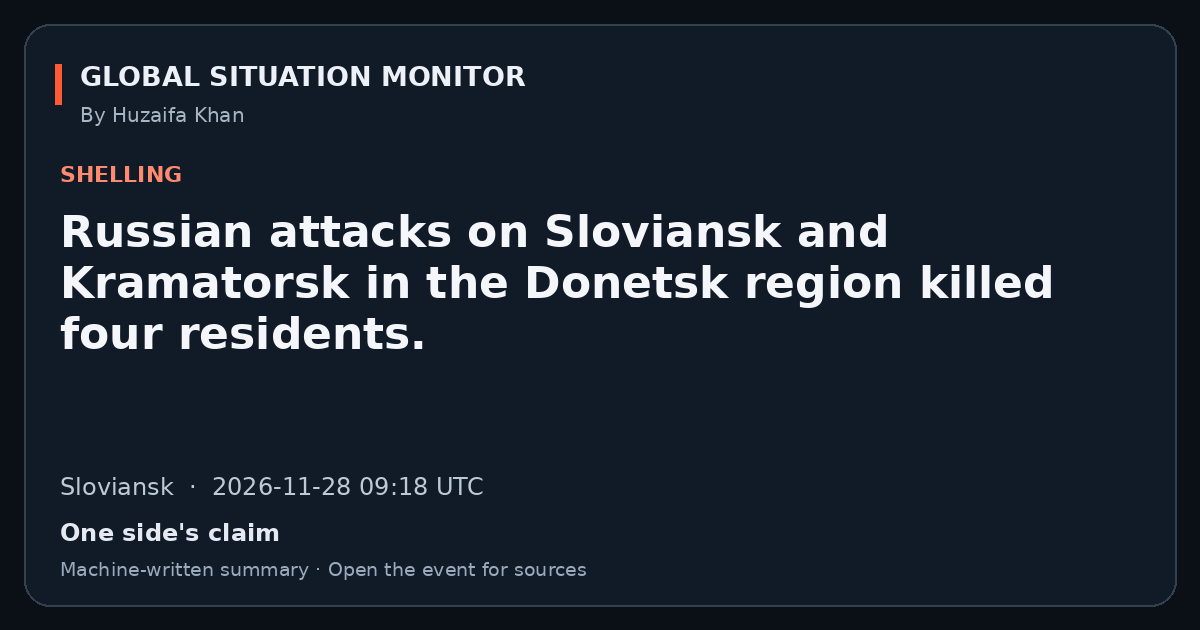 GLOBAL SITUATION MONITOR
By Huzaifa Khan
SHELLING
Russian attacks on Sloviansk and
Kramatorsk in the Donetsk region killed
four residents.
Sloviansk · 2026-11-28 09:18 UTC
One side's claim
Machine-written summary · Open the event for sources